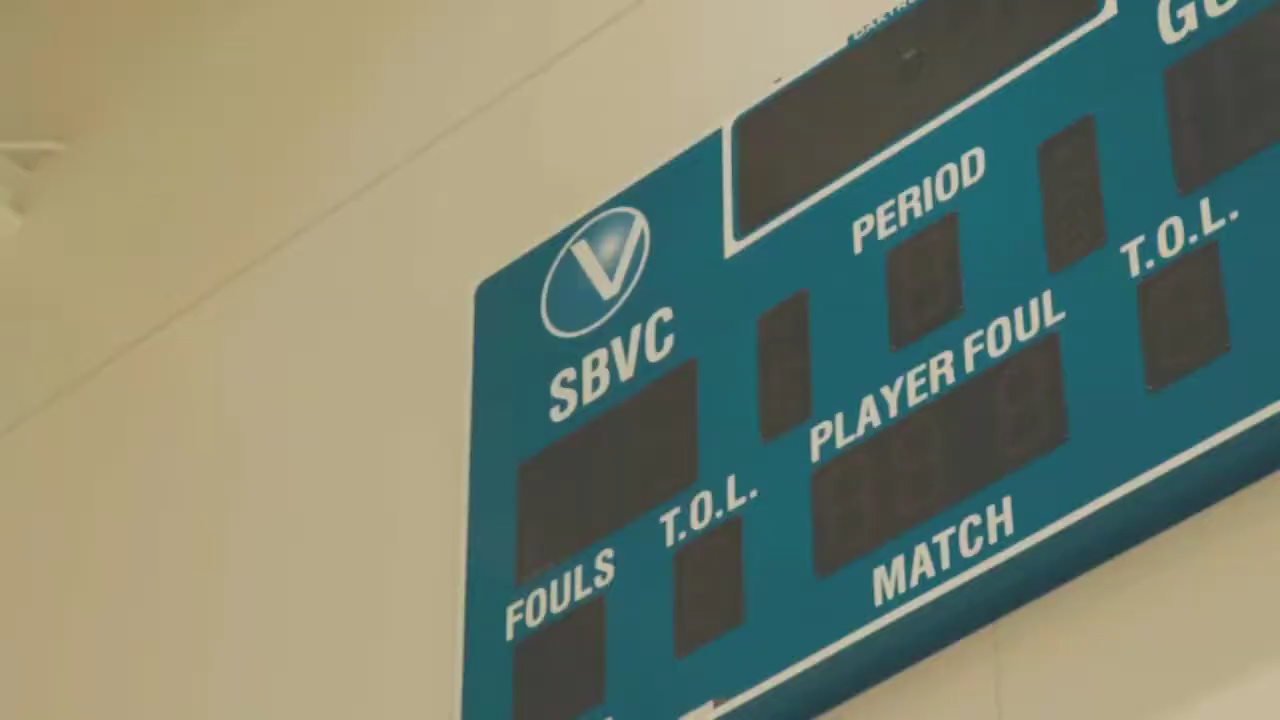 V
SBVC
PERIOD
T.O.L.
PLAYER FOUL
T.O.L.
FOULS
MATCH